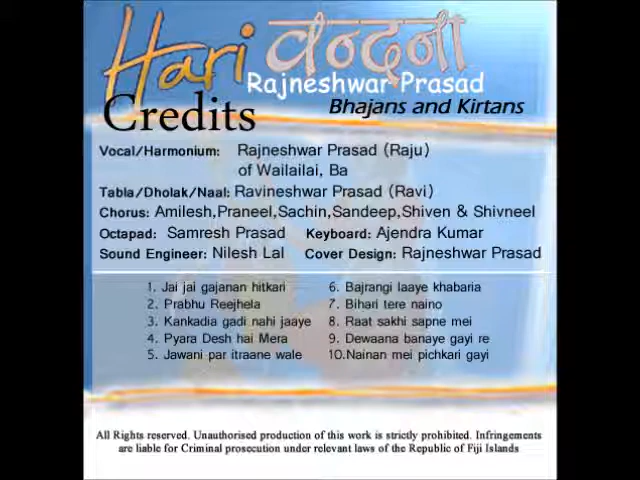 Hari वन्दना
Rajneshwar Prasad
Bhajans and Kirtans
Credits
Vocal/Harmonium: Rajneshwar Prasad (Raju)
of Wailailai, Ba
Tabla/Dholak/Naal: Ravineshwar Prasad (Ravi)
Chorus: Amilesh,Praneel,Sachin,Sandeep,Shiven & Shivneel
Octapad: Samresh Prasad Keyboard: Ajendra Kumar
Sound Engineer: Nilesh Lal Cover Design: Rajneshwar Prasad
1. Jai jai gajanan hitkari
2. Prabhu Reejhela
3. Kankadia gadi nahi jaaye
4. Pyara Desh hai Mera
5. Jawani par itraane wale
6. Bajrangi laaye khabaria
7. Bihari tere naino
8. Raat sakhi sapne mei
9. Dewaana banaye gayi re
10.Nainan mei pichkari gayi
All Rights reserved. Unauthorised production of this work is strictly prohibited. Infringements
are liable for Criminal prosecution under relevant laws of the Republic of Fiji Islands